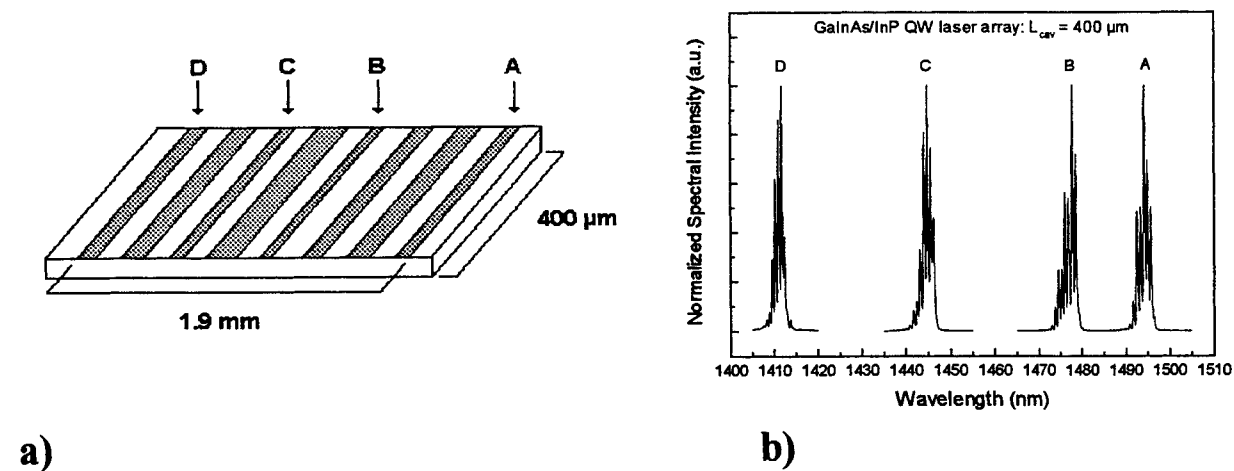 D C B A
400 µm
1.9 mm
a)
GaInAs/InP QW laser array: L_cav = 400 µm
D C B A
Normalized Spectral Intensity (a.u.)
1400 1410 1420 1430 1440 1450 1460 1470 1480 1490 1500 1510
Wavelength (nm)
b)